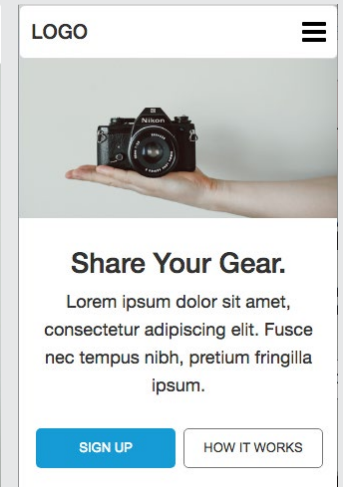 LOGO
Nikon
Share Your Gear.
Lorem ipsum dolor sit amet,
consectetur adipiscing elit. Fusce
nec tempus nibh, pretium fringilla
ipsum.
SIGN UP
HOW IT WORKS